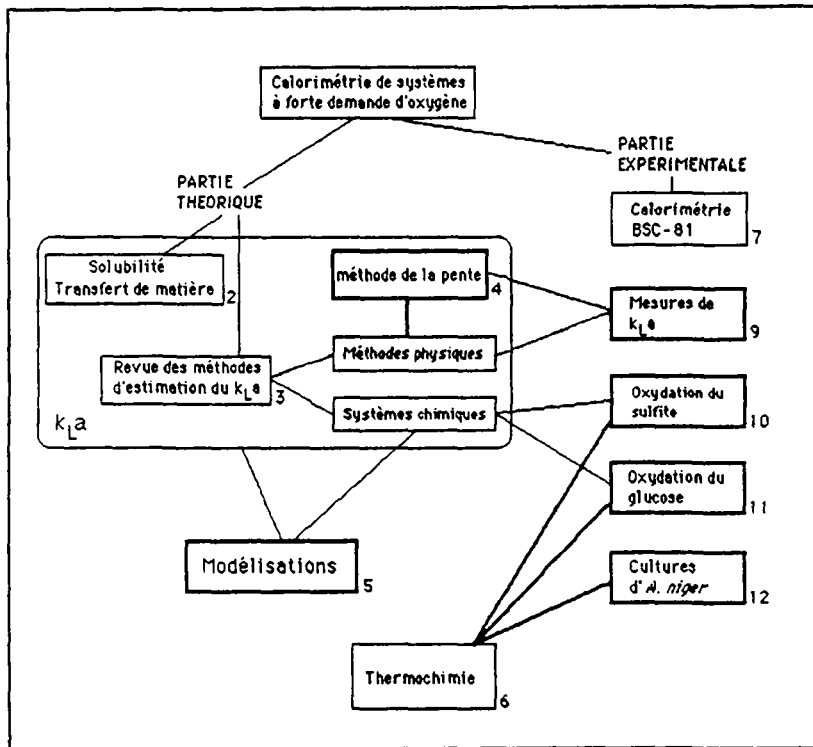 Calorimétrie de systèmes
à forte demande d'oxygène
PARTIE
THEORIQUE
PARTIE
EXPERIMENTALE
Calorimétrie
BSC-81
7
Solubilité
Transfert de matière
2
méthode de la pente
4
Mesures de
kLa
9
Revue des méthodes
d'estimation du kLa
3
Méthodes physiques
Systèmes chimiques
kLa
Oxydation du
sulfite
10
Oxydation du
glucose
11
Modélisations
5
Cultures
d'A. niger
12
Thermochimie
6